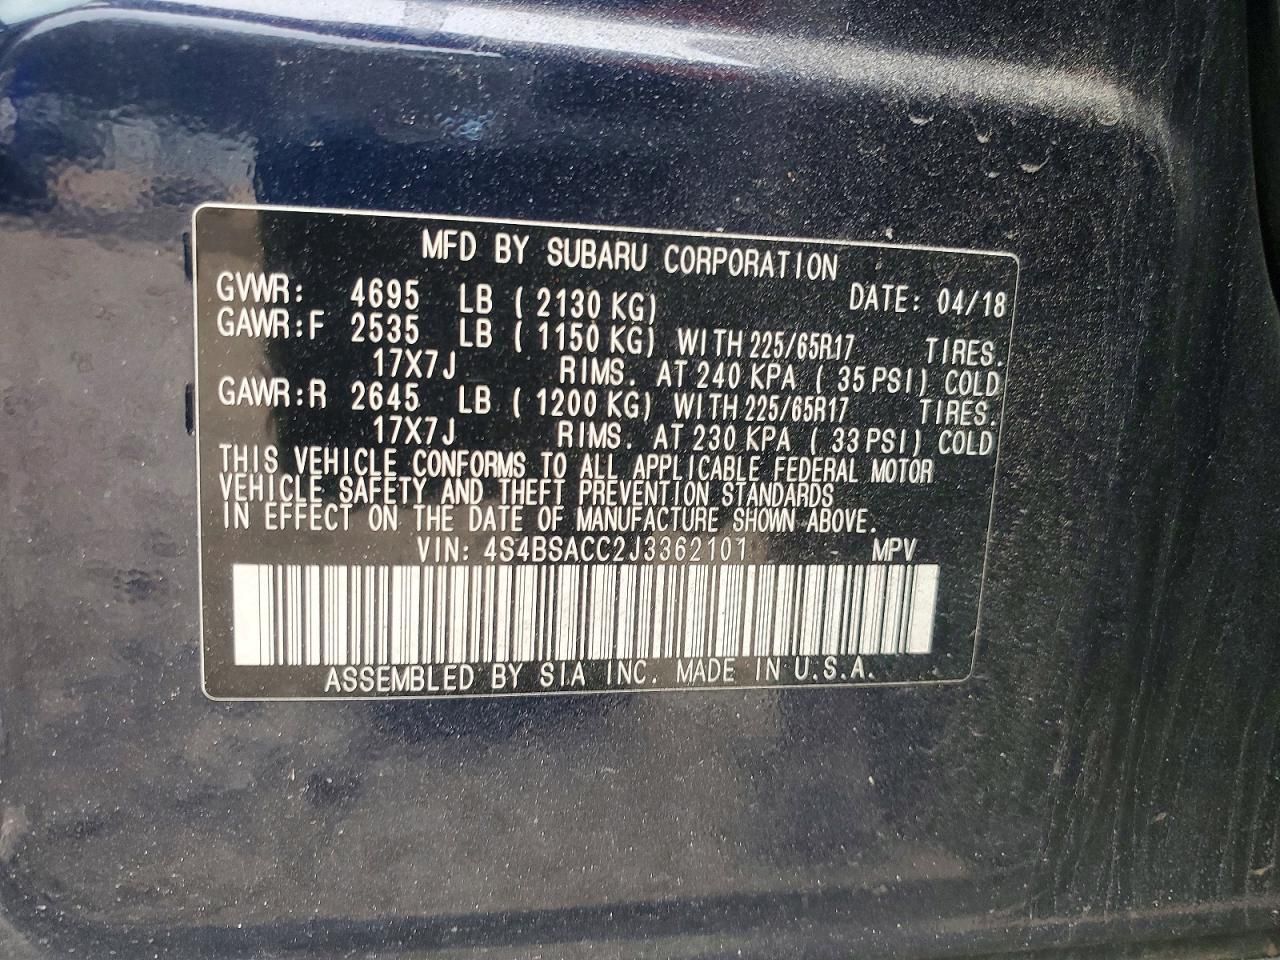 MFD BY SUBARU CORPORATION
GVWR: 4695 LB ( 2130 KG) DATE: 04/18
GAWR:F 2535 LB ( 1150 KG) WITH 225/65R17 TIRES.
17X7J RIMS. AT 240 KPA ( 35 PSI) COLD
GAWR:R 2645 LB ( 1200 KG) WITH 225/65R17 TIRES.
17X7J RIMS. AT 230 KPA ( 33 PSI) COLD
THIS VEHICLE CONFORMS TO ALL APPLICABLE FEDERAL MOTOR
VEHICLE SAFETY AND THEFT PREVENTION STANDARDS
IN EFFECT ON THE DATE OF MANUFACTURE SHOWN ABOVE.
VIN: 4S4BSACC2J3362101 MPV
ASSEMBLED BY SIA INC. MADE IN U.S.A.